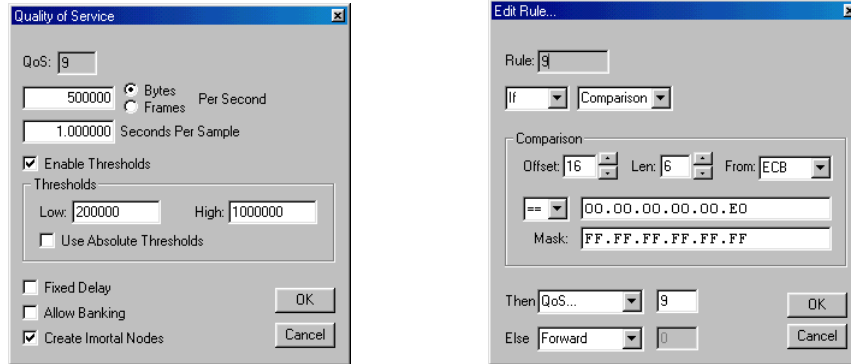 Quality of Service
QoS: 9
500000 Bytes Frames Per Second
1.000000 Seconds Per Sample
Enable Thresholds
Thresholds
Low: 200000 High: 1000000
Use Absolute Thresholds
Fixed Delay
Allow Banking
Create Imortal Nodes
OK
Cancel
Edit Rule...
Rule: 9
If Comparison
Comparison
Offset: 16 Len: 6 From: ECB
== 00.00.00.00.00.E0
Mask: FF.FF.FF.FF.FF.FF
Then QoS... 9
Else Forward 0
OK
Cancel